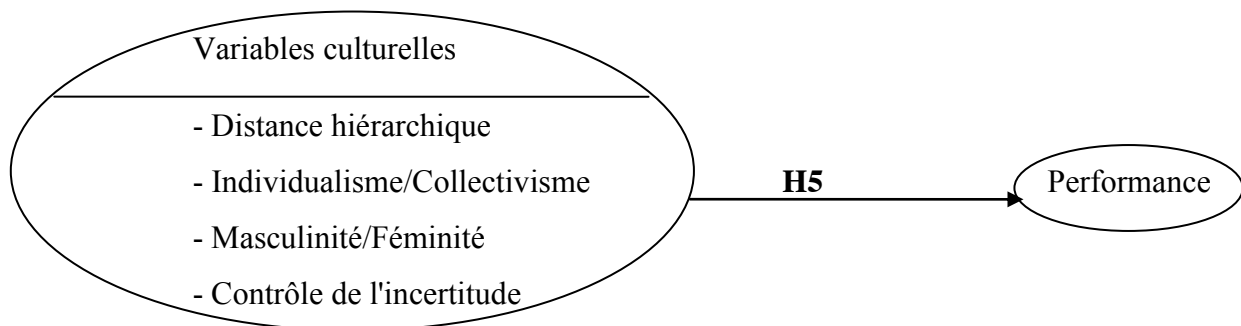 Variables culturelles
- Distance hiérarchique
- Individualisme/Collectivisme
- Masculinité/Féminité
- Contrôle de l'incertitude
H5
Performance